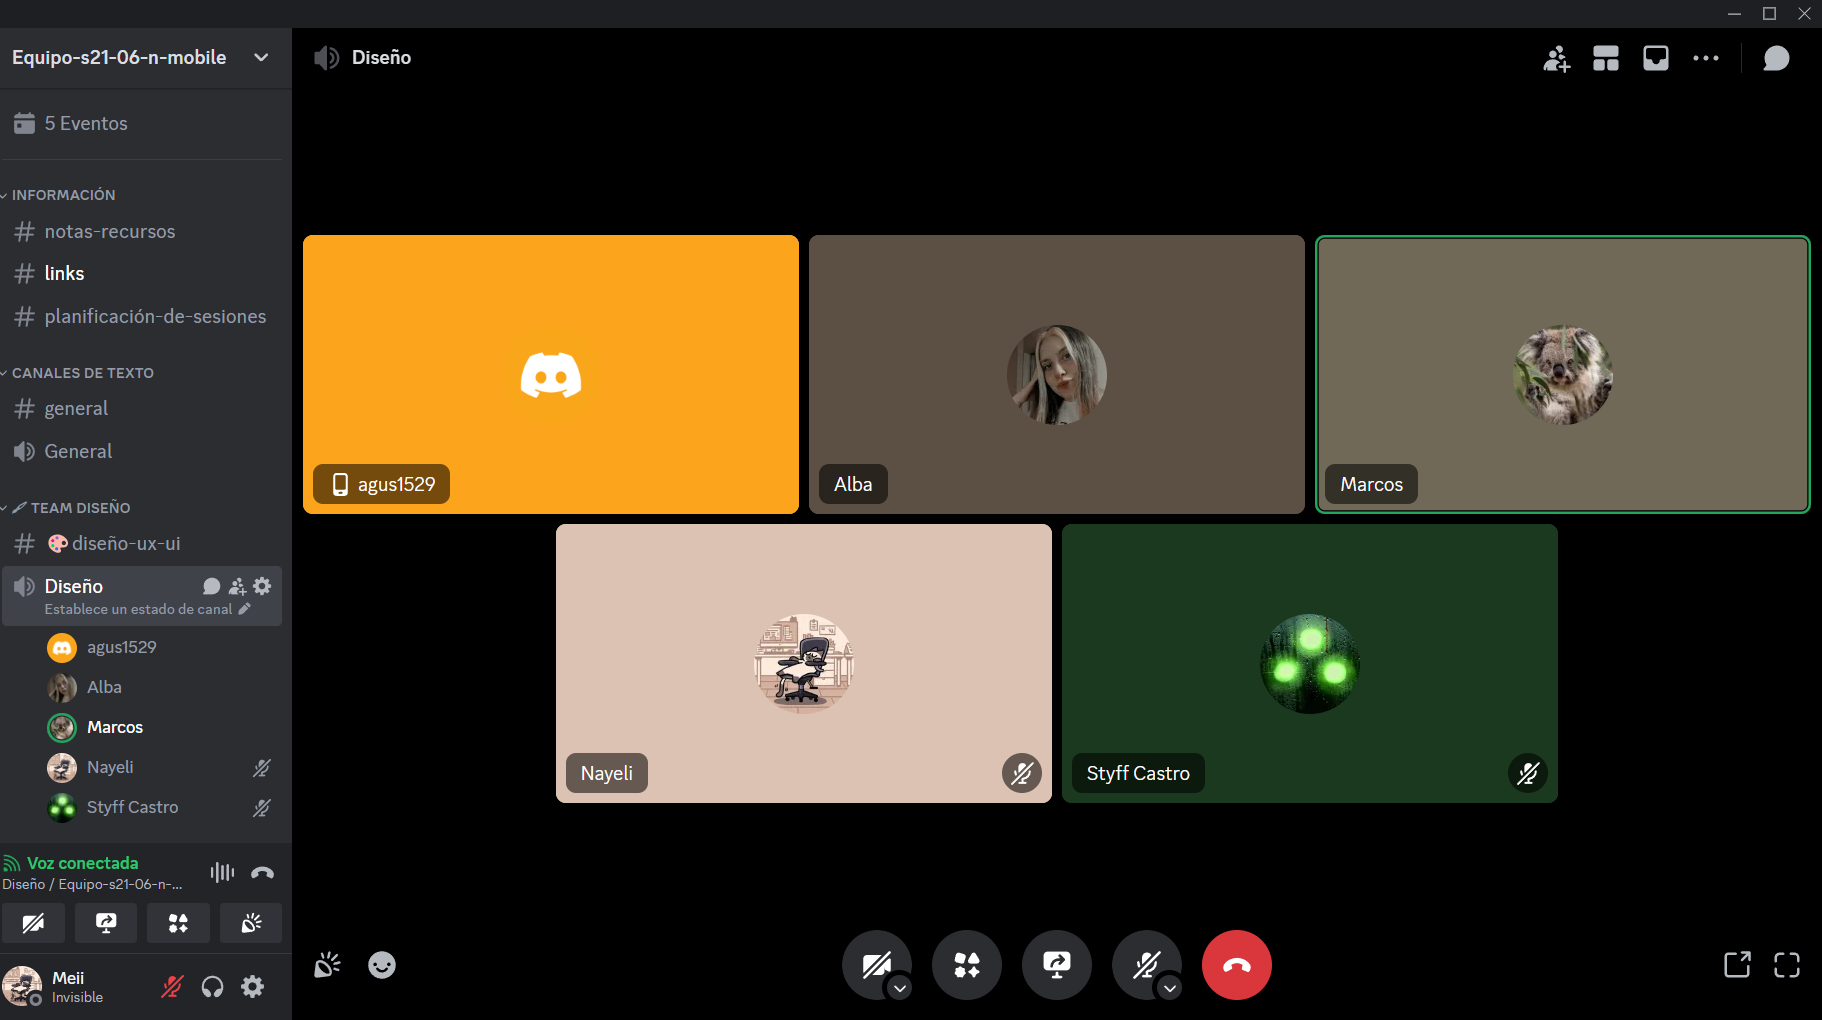 Equipo-s21-06-n-mobile
5 Eventos
INFORMACIÓN
notas-recursos
links
planificación-de-sesiones
CANALES DE TEXTO
general
General
TEAM DISEÑO
diseño-ux-ui
Diseño
Establece un estado de canal
agus1529
Alba
Marcos
Nayeli
Styff Castro
Voz conectada
Diseño / Equipo-s21-06-n-...
Meii
Invisible
Diseño
agus1529
Alba
Marcos
Nayeli
Styff Castro